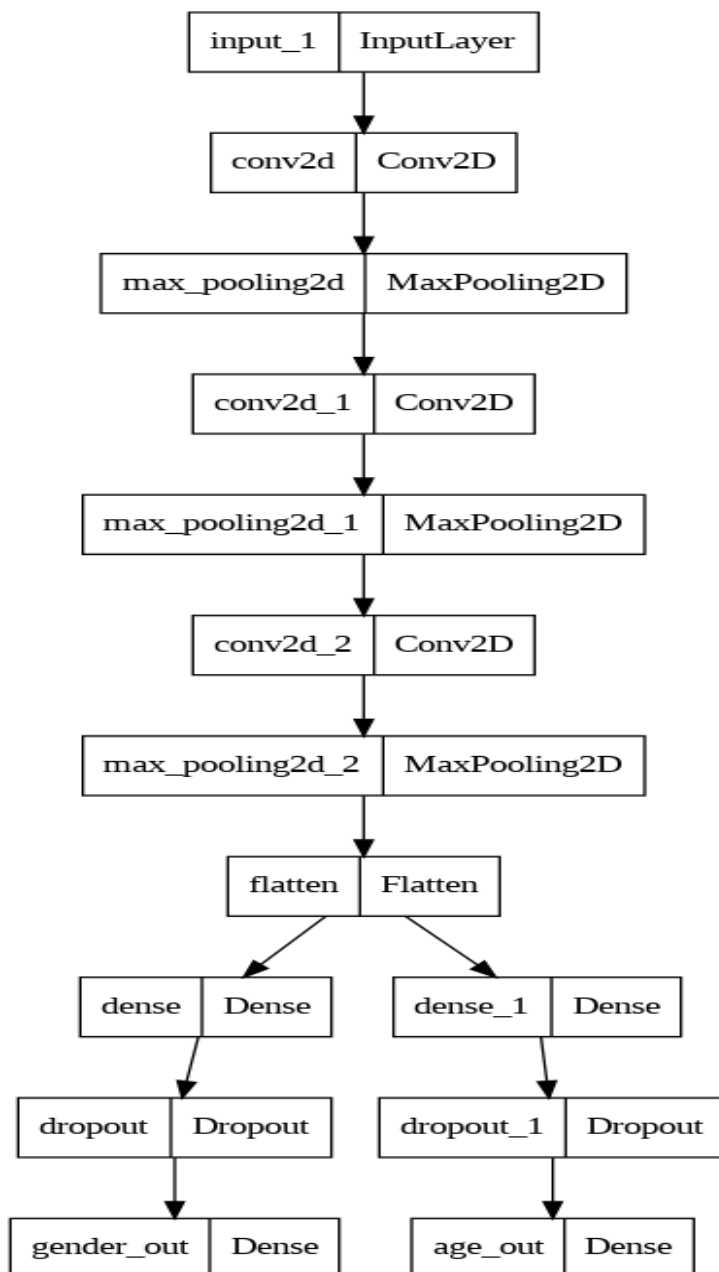 input_1 InputLayer
conv2d Conv2D
max_pooling2d MaxPooling2D
conv2d_1 Conv2D
max_pooling2d_1 MaxPooling2D
conv2d_2 Conv2D
max_pooling2d_2 MaxPooling2D
flatten Flatten
dense Dense dense_1 Dense
dropout Dropout dropout_1 Dropout
gender_out Dense age_out Dense